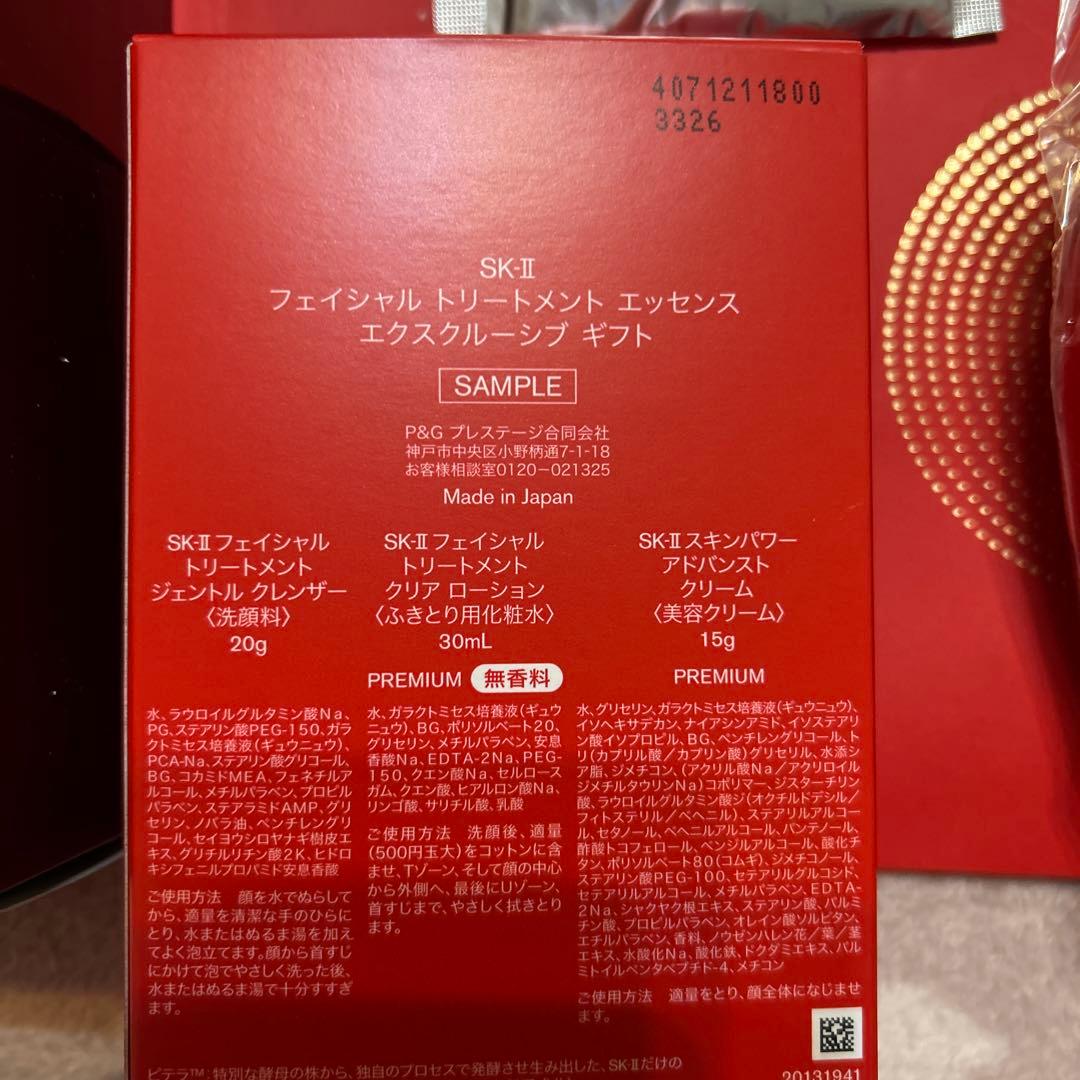 4071211800
3326
SK-II
フェイシャル トリートメント エッセンス
エクスクルーシブ ギフト
SAMPLE
P&G プレステージ合同会社
神戸市中央区小野柄通7-1-18
お客様相談室0120-021325
Made in Japan
SK-II フェイシャル
トリートメント
ジェントル クレンザー
〈洗顔料〉
20g
水、ラウロイルグルタミン酸Na、
PG、ステアリン酸PEG-150、ガラ
クトミセス培養液(ギュウニュウ)、
PCA-Na、ステアリン酸グリコール、
BG、コカミドMEA、フェネチルア
ルコール、メチルパラベン、プロピル
パラベン、ステアラミドAMP、グリ
セリン、ノバラ油、ペンチレングリ
コール、セイヨウシロヤナギ樹皮エ
キス、グリチルリチン酸2K、ヒドロ
キシフェニルプロパミド安息香酸
ご使用方法 顔を水でぬらして
から、適量を清潔な手のひらに
とり、水またはぬるま湯を加え
てよく泡立てます。顔から首すじ
にかけて泡でやさしく洗った後、
水またはぬるま湯で十分すすぎ
ます。
SK-II フェイシャル
トリートメント
クリア ローション
〈ふきとり用化粧水〉
30mL
PREMIUM 無香料
水、ガラクトミセス培養液(ギュウニ
ュウ)、BG、ポリソルベート20、
グリセリン、メチルパラベン、安息
香酸Na、EDTA-2Na、PEG-
150、クエン酸Na、セルロース
ガム、クエン酸、ヒアルロン酸Na、
リンゴ酸、サリチル酸、乳酸
ご使用方法 洗顔後、適量
(500円玉大)をコットンに含
ませ、Tゾーン、そして顔の中心
から外側へ、最後にUゾーン、
首すじまで、やさしく拭きとり
ます。
SK-II スキンパワー
アドバンスト
クリーム
〈美容クリーム〉
15g
PREMIUM
水、グリセリン、ガラクトミセス培養液(ギュウニュウ)、
イソヘキサデカン、ナイアシンアミド、イソステアリ
ン酸イソプロピル、BG、ペンチレングリコール、ト
リ(カプリル酸/カプリン酸)グリセリル、水添シ
ア脂、ジメチコン、(アクリル酸Na/アクリロイル
ジメチルタウリンNa)コポリマー、ジステアリン
酸、ラウロイルグルタミン酸ジ(オクチルドデシル/
フィトステリル/ベヘニル)、ステアリルアルコー
ル、セタノール、ベヘニルアルコール、パンテノール、
酢酸トコフェロール、ベンジルアルコール、酸化チ
タン、ポリソルベート80(コムギ)、ジメチコノール、
ステアリン酸PEG-100、セテアリルグルコシド、
セテアリルアルコール、メチルパラベン、EDTA-
2Na、シャクヤク根エキス、ステアリン酸、パルミ
チン酸、プロピルパラベン、オレイン酸ソルビタン、
エチルパラベン、香料、ノウゼンハレン花/葉/茎
エキス、水酸化Na、酸化鉄、ドクダミエキス、パル
ミトイルペンタペプチド-4、メチコン
ご使用方法 適量をとり、顔全体になじませ
ます。
ピテラ™:特別な酵母の株から、独自のプロセスで発酵させ生み出した、SK-IIだけの
20131941